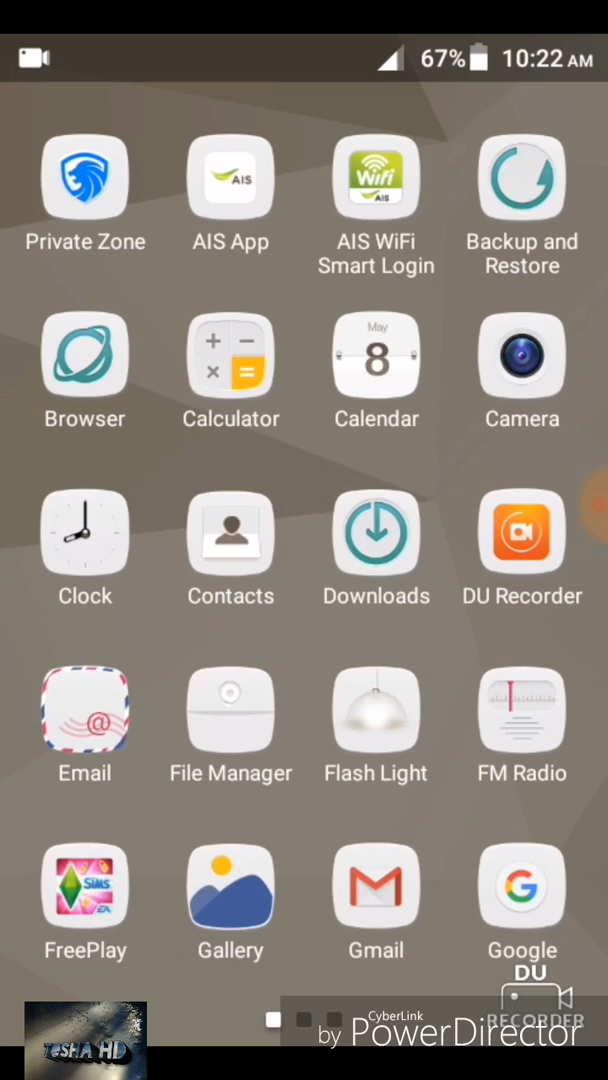 67% 10:22 AM
AIS
WiFi
AIS
Private Zone AIS App AIS WiFi Smart Login Backup and Restore
May
8
Browser Calculator Calendar Camera
Clock Contacts Downloads DU Recorder
@
Email File Manager Flash Light FM Radio
SIMS
EA
G
FreePlay Gallery Gmail Google
DU
RECORDER
TOSHA HD
CyberLink
by PowerDirector